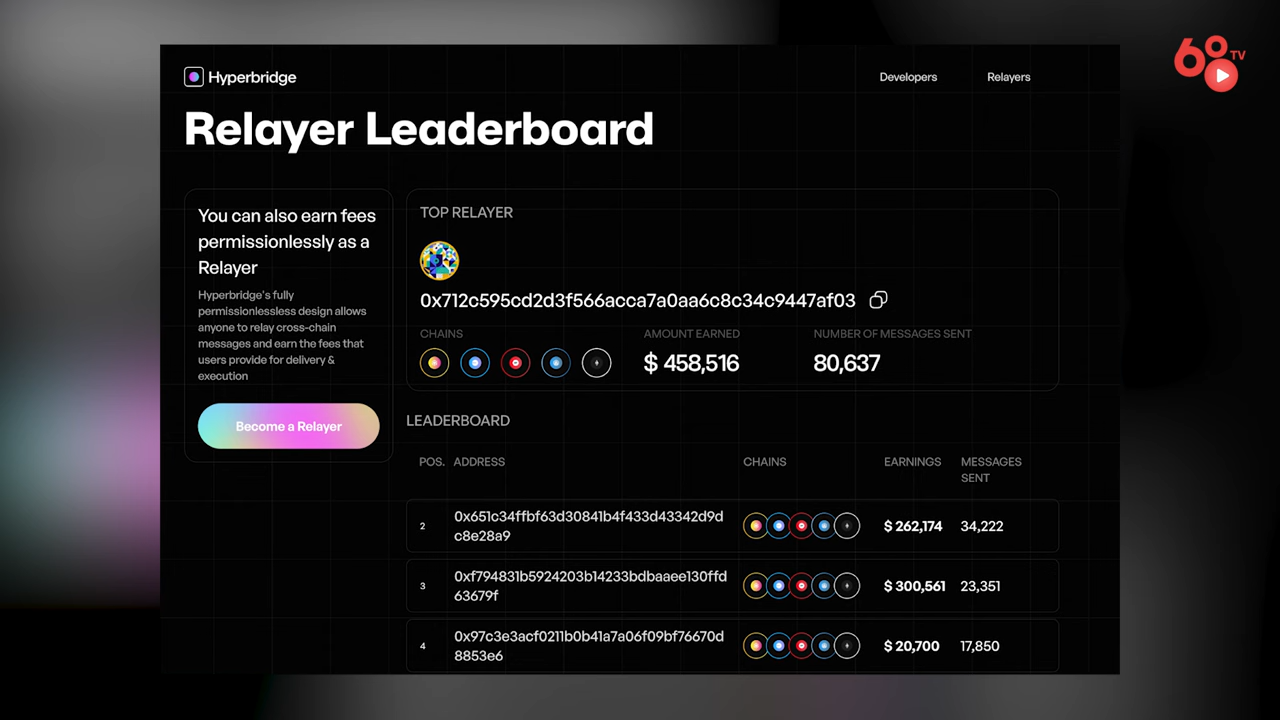 60 TV
Hyperbridge
Developers
Relayers
Relayer Leaderboard
You can also earn fees
permissionlessly as a
Relayer
Hyperbridge's fully
permissionlessless design allows
anyone to relay cross-chain
messages and earn the fees that
users provide for delivery &
execution
Become a Relayer
TOP RELAYER
0x712c595cd2d3f566acca7a0aa6c8c34c9447af03
CHAINS
AMOUNT EARNED
NUMBER OF MESSAGES SENT
$ 458,516
80,637
LEADERBOARD
POS.
ADDRESS
CHAINS
EARNINGS
MESSAGES
SENT
2
0x651c34ffbf63d30841b4f433d43342d9d
c8e28a9
$ 262,174
34,222
3
0xf794831b5924203b14233bdbaaee130ffd
63679f
$ 300,561
23,351
4
0x97c3e3acf0211b0b41a7a06f09bf76670d
8853e6
$ 20,700
17,850